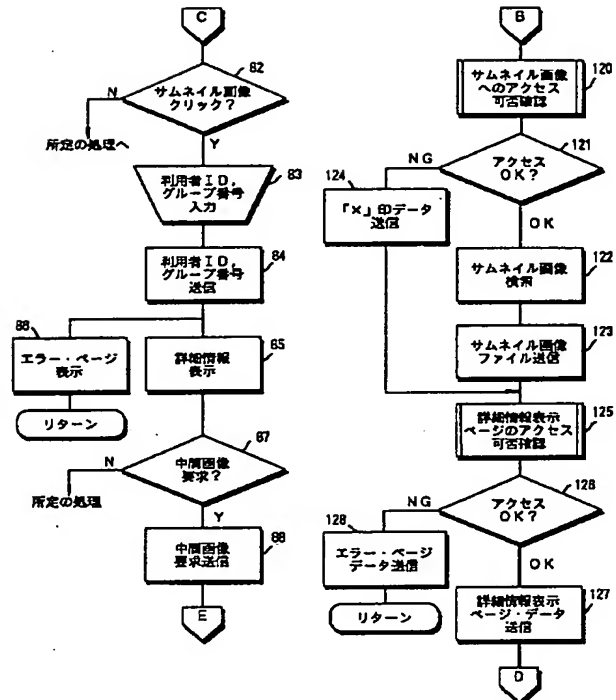 C
82
サムネイル画像
クリック?
N
所定の処理へ
Y
利用者ID,
グループ番号
入力
83
利用者ID,
グループ番号
送信
84
86
エラー・ページ
表示
リターン
詳細情報
表示
85
87
中間画像
要求?
N
所定の処理
Y
中間画像
要求送信
88
E
B
サムネイル画像
へのアクセス
可否確認
120
121
アクセス
OK?
NG
124
「×」印データ
送信
OK
サムネイル画像
検索
122
サムネイル画像
ファイル送信
123
詳細情報表示
ページのアクセス
可否確認
125
126
アクセス
OK?
NG
128
エラー・ページ
データ送信
リターン
OK
詳細情報表示
ページ・データ
送信
127
D